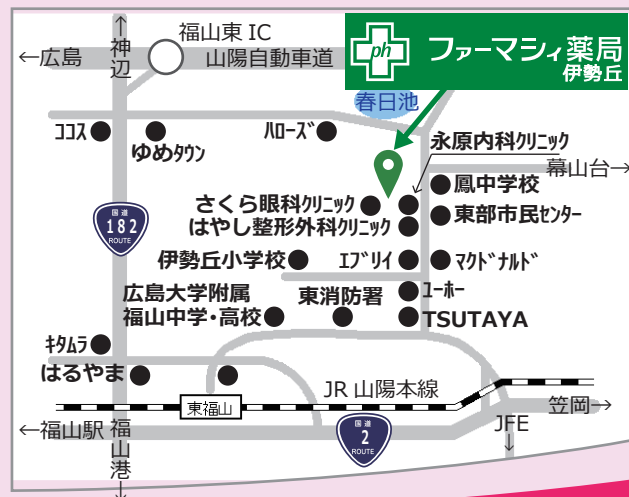 福山東 IC
山陽自動車道
←広島
↑
神辺
ph
ファーマシィ薬局
伊勢丘
春日池
ココス
ゆめタウン
ハローズ
永原内科クリニック
幕山台→
鳳中学校
さくら眼科クリニック
はやし整形外科クリニック
東部市民センター
国道
182
ROUTE
伊勢丘小学校
エブリイ
マクドナルド
広島大学附属
福山中学・高校
東消防署
ユーホー
TSUTAYA
キタムラ
はるやま
JR 山陽本線
東福山
笠岡→
←福山駅
福山港
↓
国道
2
ROUTE
JFE
↓